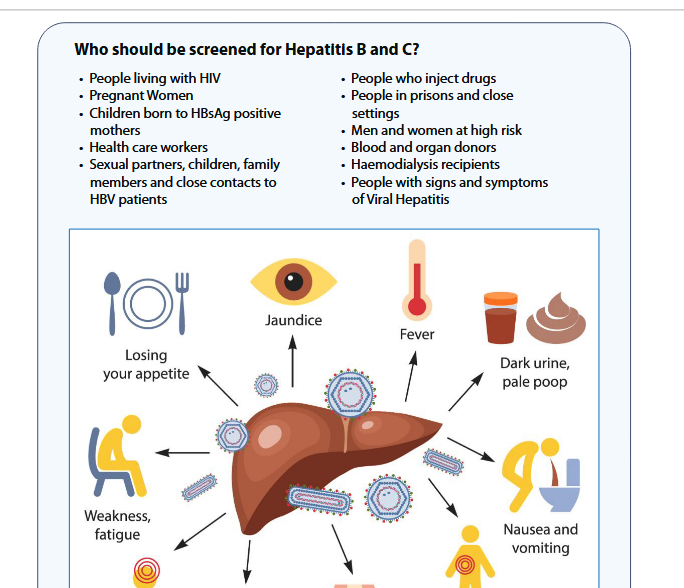 Who should be screened for Hepatitis B and C?
• People living with HIV
• Pregnant Women
• Children born to HBsAg positive
mothers
• Health care workers
• Sexual partners, children, family
members and close contacts to
HBV patients
• People who inject drugs
• People in prisons and close
settings
• Men and women at high risk
• Blood and organ donors
• Haemodialysis recipients
• People with signs and symptoms
of Viral Hepatitis
Jaundice
Fever
Losing
your appetite
Dark urine,
pale poop
Weakness,
fatigue
Nausea and
vomiting